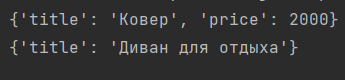 {'title': 'Ковер', 'price': 2000}
{'title': 'Диван для отдыха'}